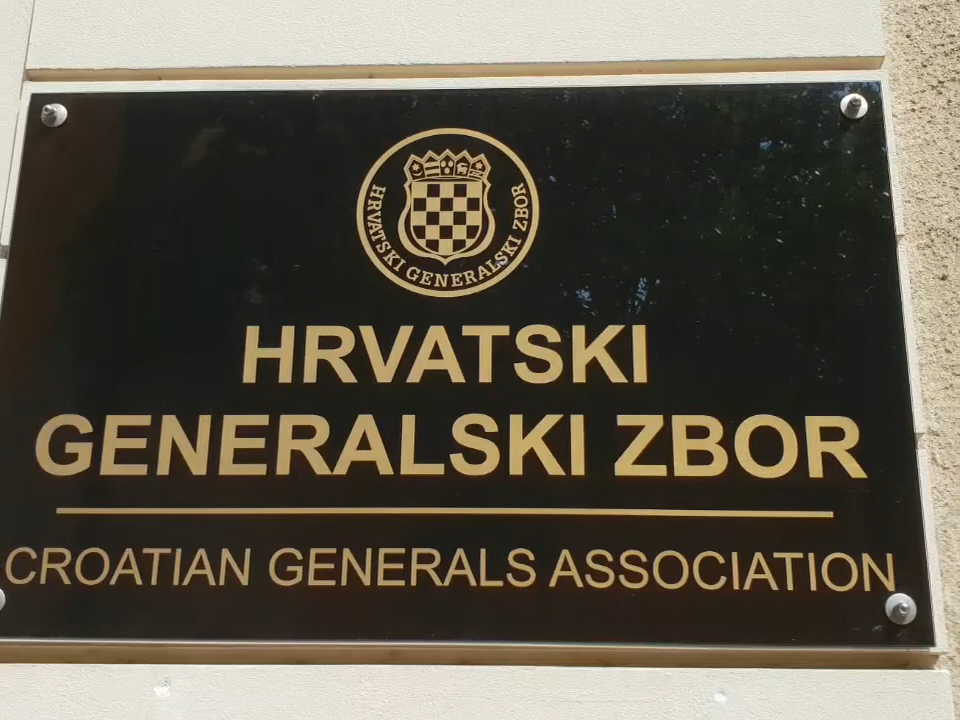 HRVATSKI GENERALSKI ZBOR
HRVATSKI
GENERALSKI ZBOR
CROATIAN GENERALS ASSOCIATION